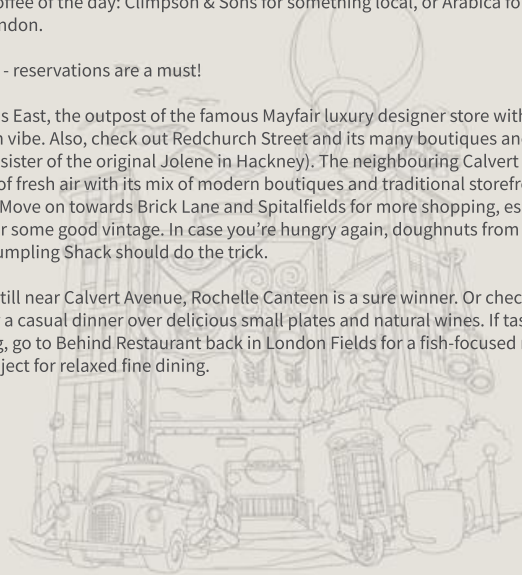 offee of the day: Climpson & Sons for something local, or Arabica fo
ndon.
- reservations are a must!
s East, the outpost of the famous Mayfair luxury designer store with
n vibe. Also, check out Redchurch Street and its many boutiques an
sister of the original Jolene in Hackney). The neighbouring Calvert
of fresh air with its mix of modern boutiques and traditional storefr
Move on towards Brick Lane and Spitalfields for more shopping, es
r some good vintage. In case you’re hungry again, doughnuts from
umpling Shack should do the trick.
till near Calvert Avenue, Rochelle Canteen is a sure winner. Or chec
r a casual dinner over delicious small plates and natural wines. If tas
g, go to Behind Restaurant back in London Fields for a fish-focused
ject for relaxed fine dining.